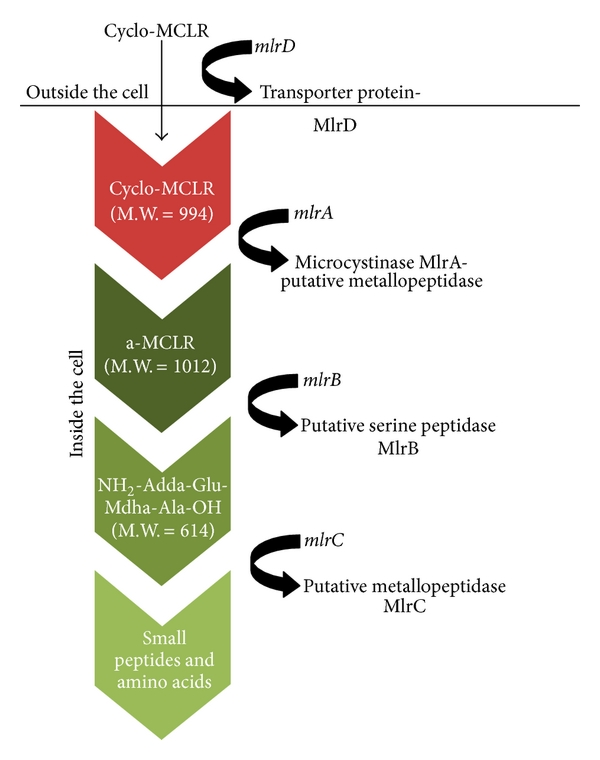 Cyclo-MCLR
mlrD
Outside the cell
Transporter protein-
MlrD
Cyclo-MCLR
(M.W. = 994)
mlrA
Microcystinase MlrA-
putative metallopeptidase
a-MCLR
(M.W. = 1012)
mlrB
Putative serine peptidase
MlrB
Inside the cell
NH₂-Adda-Glu-
Mdha-Ala-OH
(M.W. = 614)
mlrC
Putative metallopeptidase
MlrC
Small
peptides and
amino acids